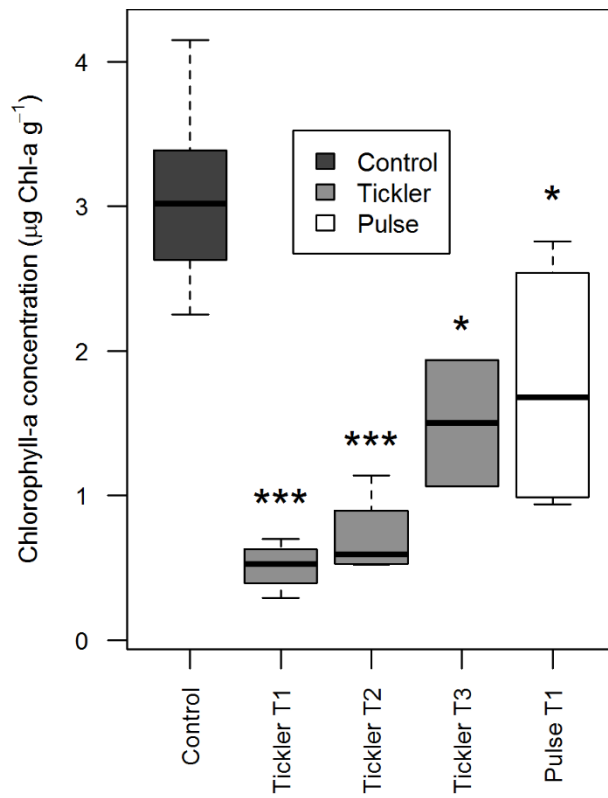 Chlorophyll-a concentration (µg Chl-a g⁻¹)
4
3
2
1
0
Control
Tickler
Pulse
***
***
*
*
Control
Tickler T1
Tickler T2
Tickler T3
Pulse T1